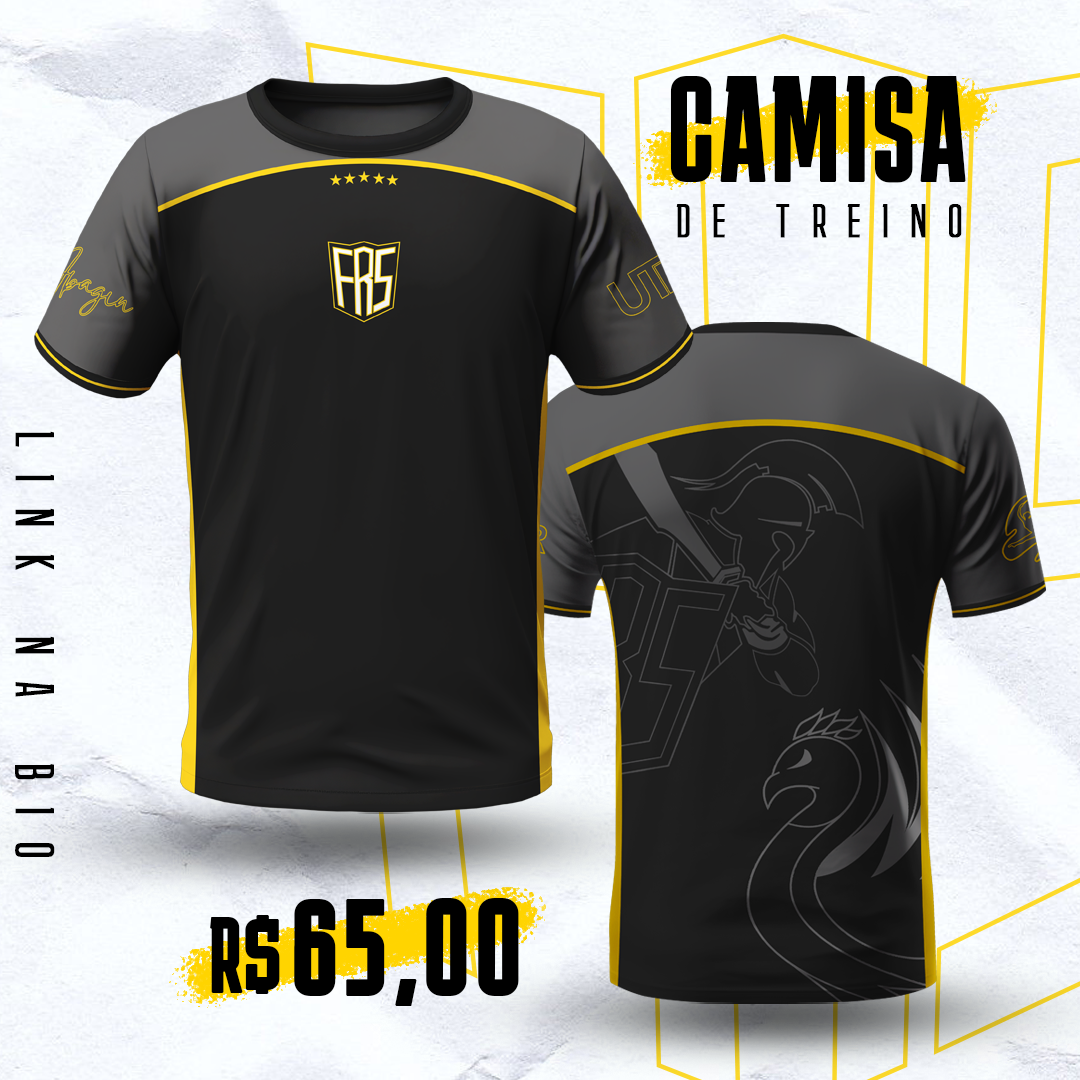 CAMISA
DE TREINO
FRS
LINK NA BIO
R$65,00